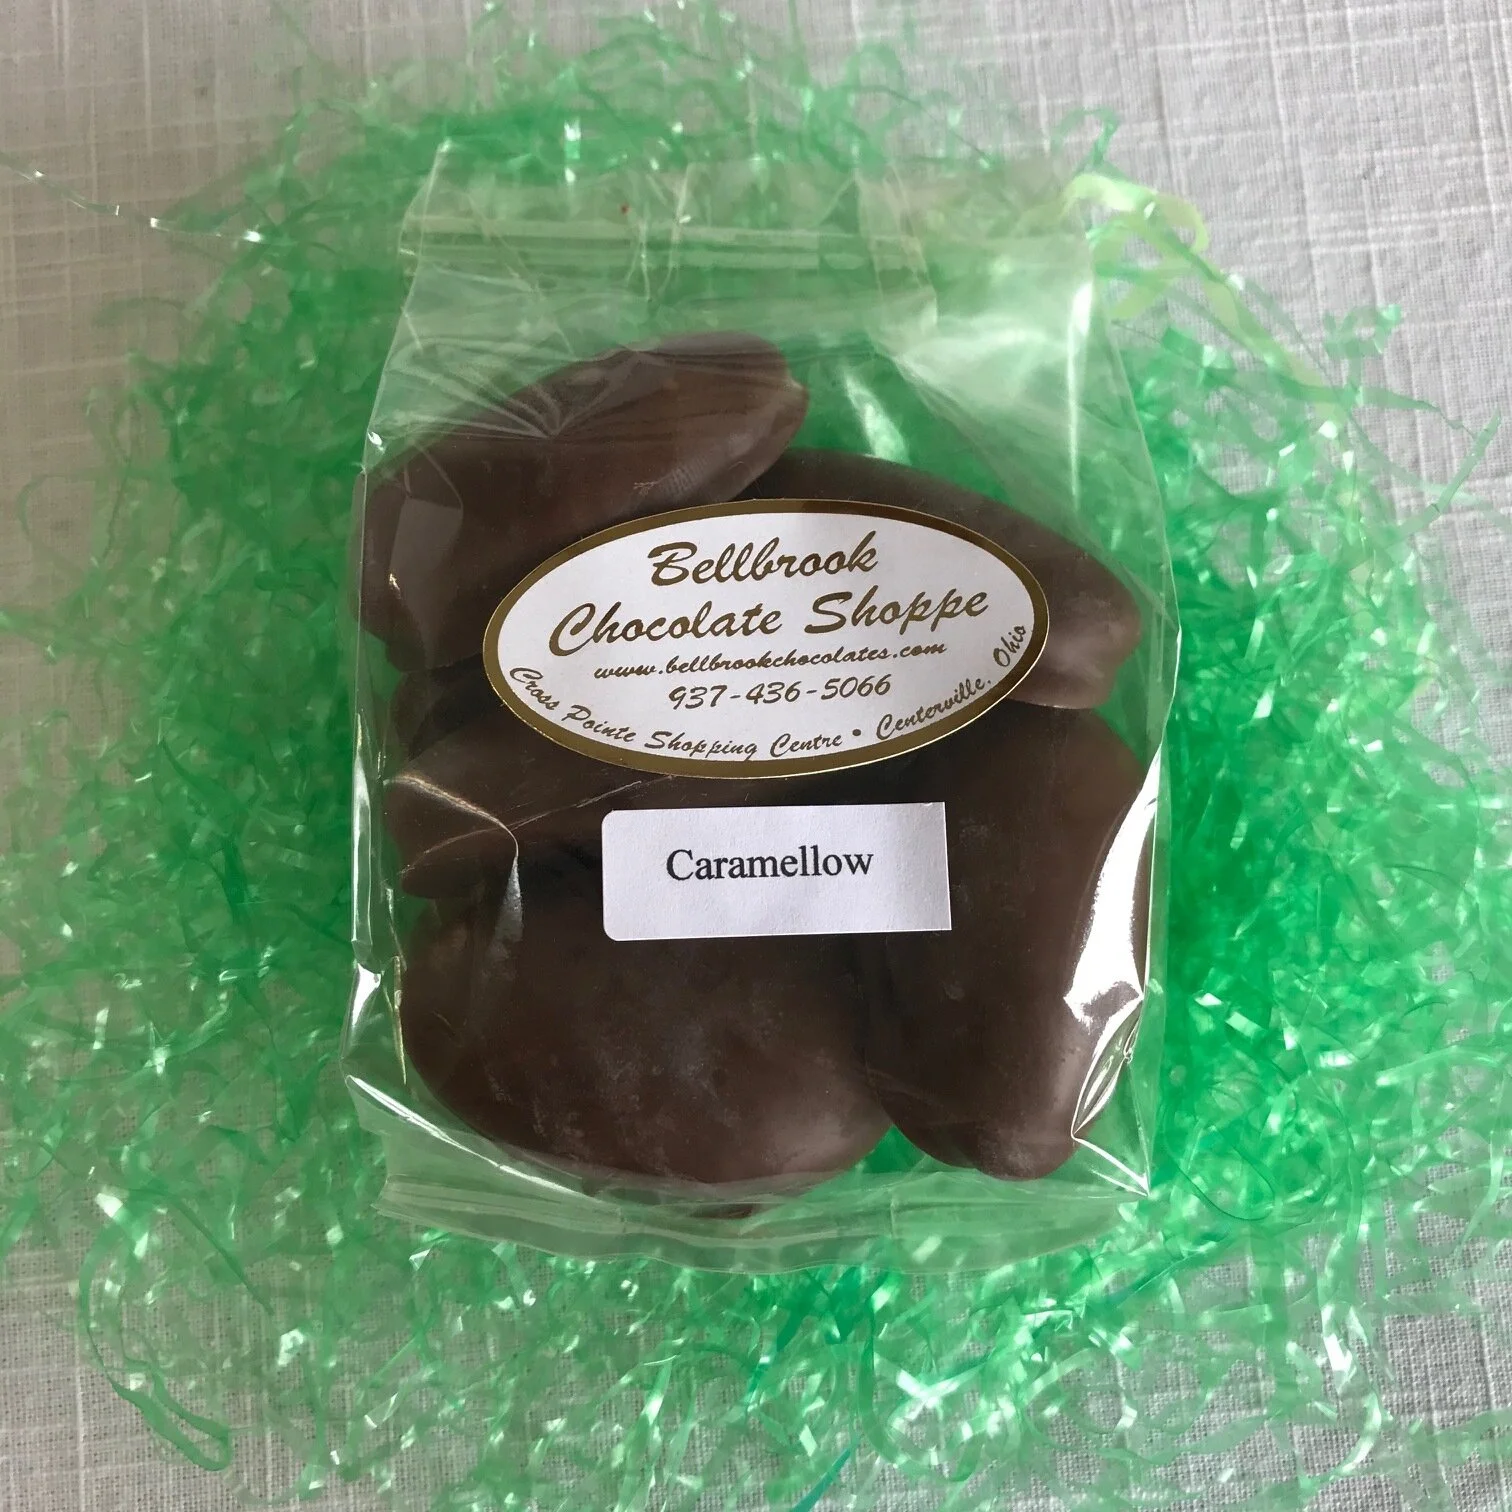 Bellbrook
Chocolate Shoppe
www.bellbrookchocolates.com
937-436-5066
Cross Pointe Shopping Centre • Centerville, Ohio
Caramellow